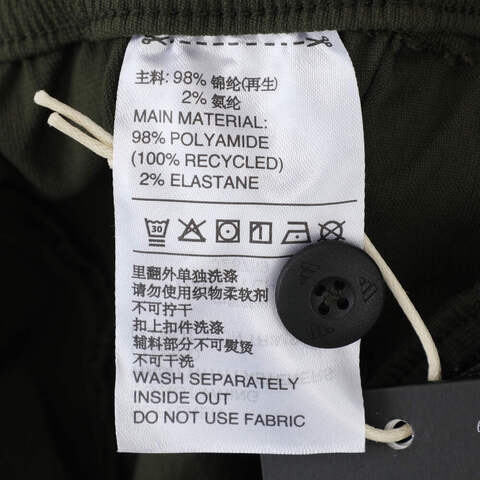 主料: 98% 锦纶(再生)
2% 氨纶
MAIN MATERIAL:
98% POLYAMIDE
(100% RECYCLED)
2% ELASTANE
30
里翻外单独洗涤
请勿使用织物柔软剂
不可拧干
扣上扣件洗涤
辅料部分不可熨烫
不可干洗
WASH SEPARATELY
INSIDE OUT
DO NOT USE FABRIC